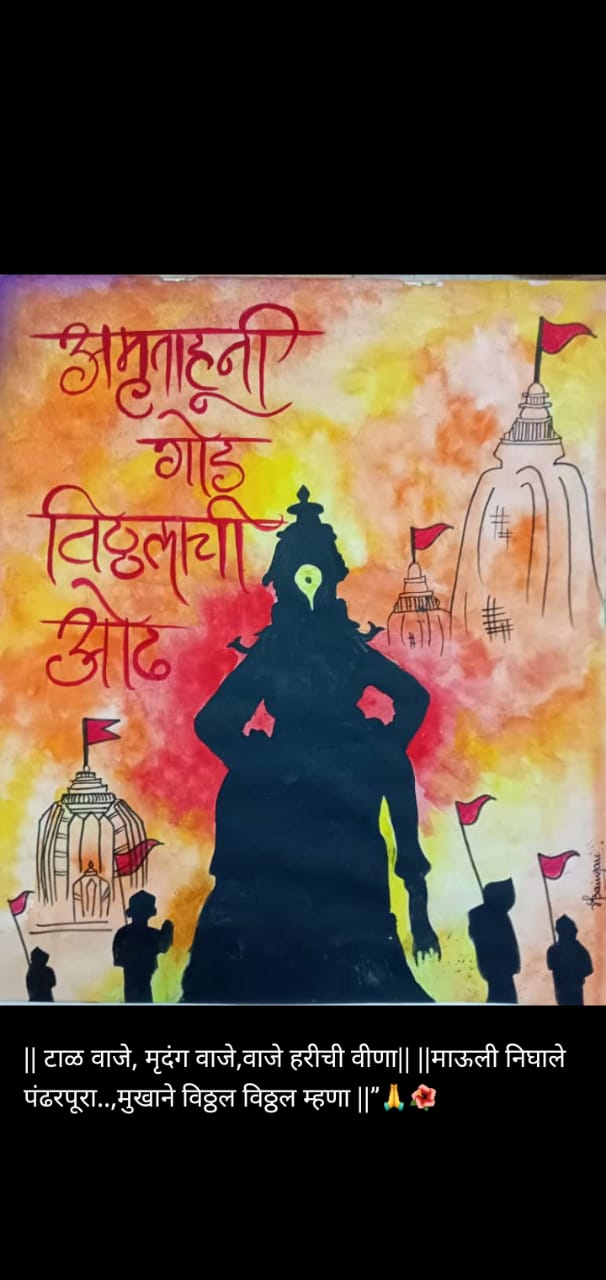 अमृताहूनी
गोड
विठ्ठलाची
ओढ
|| टाळ वाजे, मृदंग वाजे,वाजे हरीची वीणा|| ||माऊली निघाले
पंढरपूरा..,मुखाने विठ्ठल विठ्ठल म्हणा ||”🙏🌺